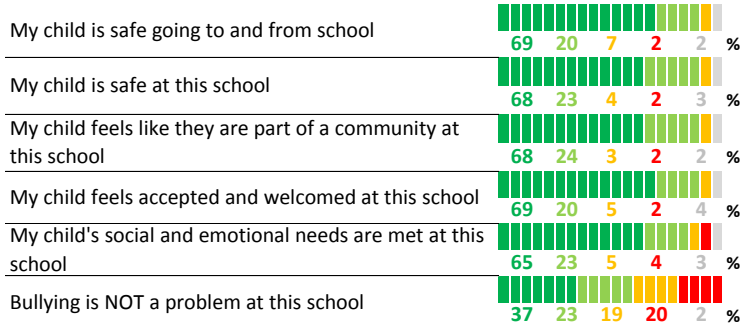 My child is safe going to and from school
69 20 7 2 2 %
My child is safe at this school
68 23 4 2 3 %
My child feels like they are part of a community at
this school
68 24 3 2 2 %
My child feels accepted and welcomed at this school
69 20 5 2 4 %
My child's social and emotional needs are met at this
school
65 23 5 4 3 %
Bullying is NOT a problem at this school
37 23 19 20 2 %